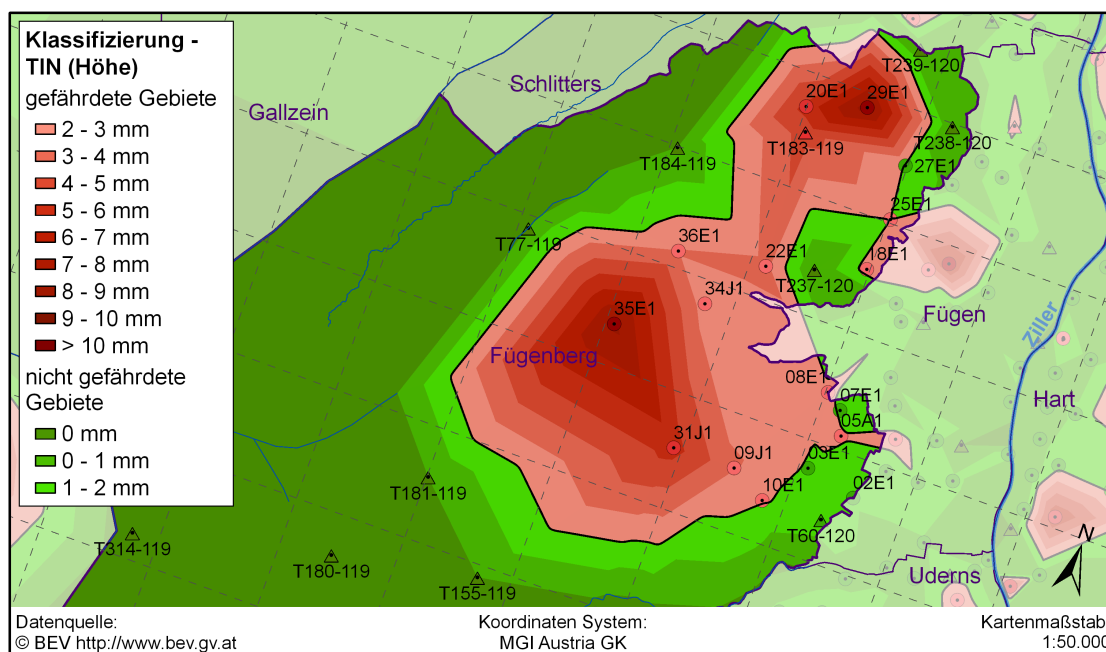 Klassifizierung -
TIN (Höhe)
gefährdete Gebiete
2 - 3 mm
3 - 4 mm
4 - 5 mm
5 - 6 mm
6 - 7 mm
7 - 8 mm
8 - 9 mm
9 - 10 mm
> 10 mm
nicht gefährdete
Gebiete
0 mm
0 - 1 mm
1 - 2 mm
Gallzein
Schlitters
T239-120
20E1
29E1
T183-119
T238-120
T184-119
27E1
25E1
T77-119
36E1
22E1
18E1
T237-120
34J1
35E1
Fügen
Ziller
Fügenberg
08E1
07E1
Hart
05A1
31J1
09J1
03E1
10E1
02E1
T181-119
T60-120
T314-119
T180-119
T155-119
Uderns
N
Datenquelle:
© BEV http://www.bev.gv.at
Koordinaten System:
MGI Austria GK
Kartenmaßstab
1:50.000